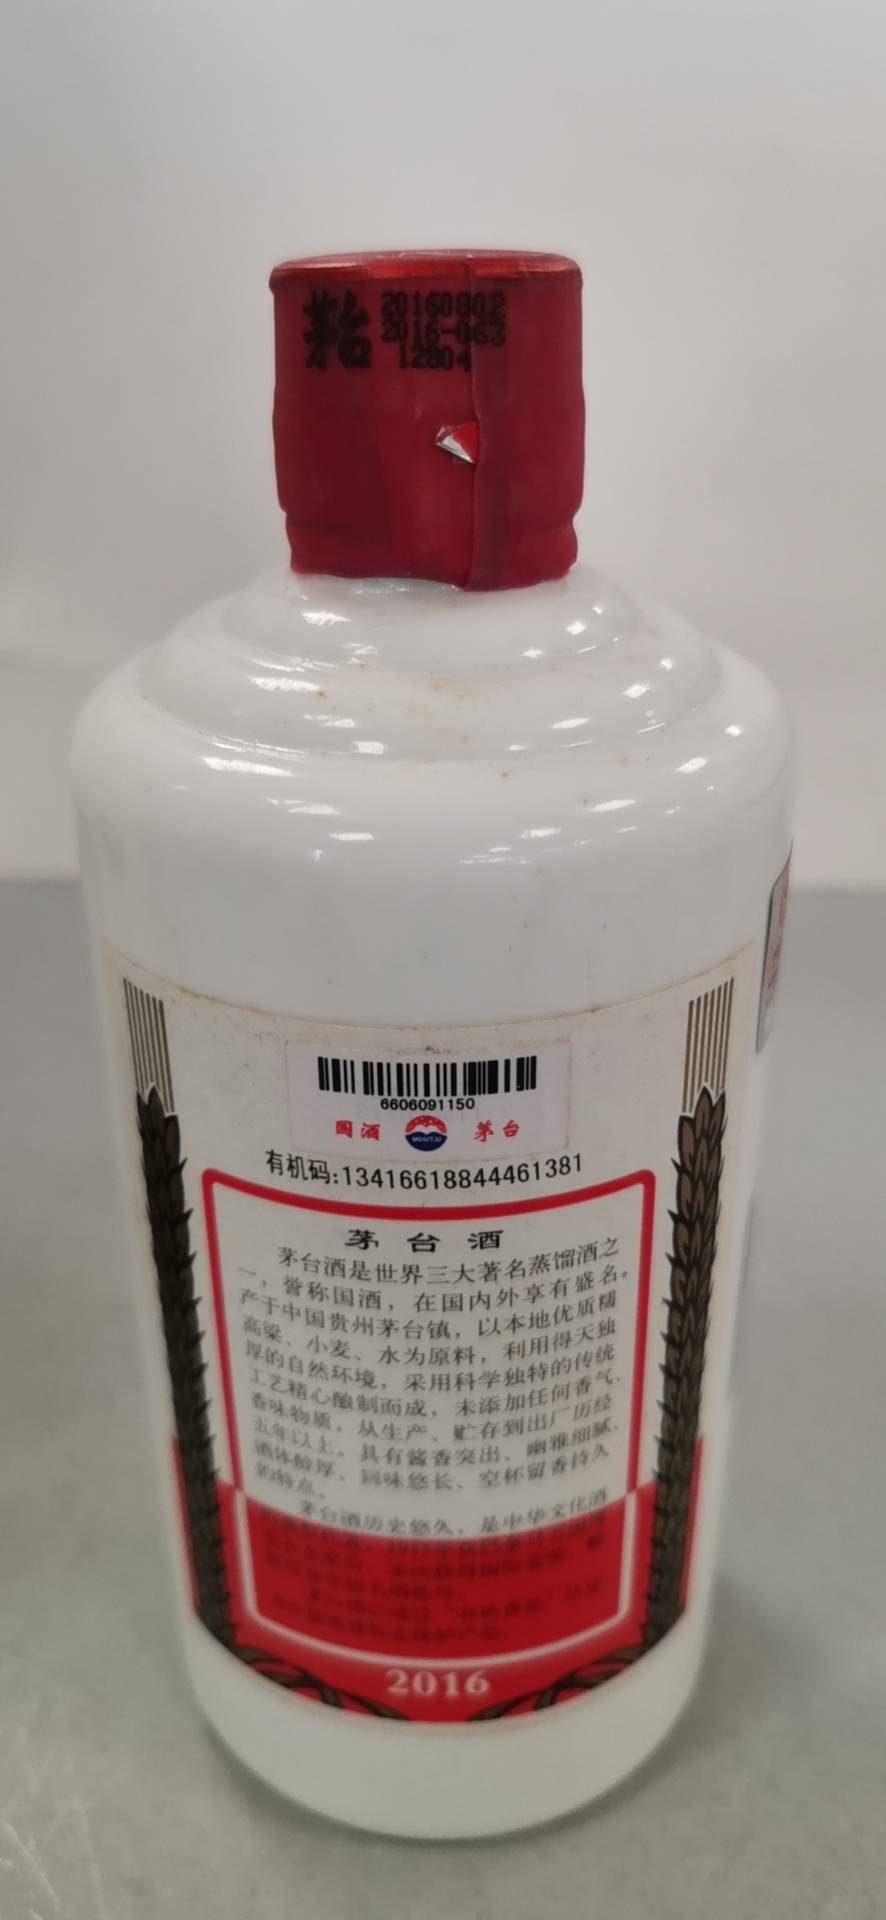 茅台
20160802
2016-063
12804
6606091150
国酒 MOUTAI 茅台
有机码:13416618844461381
茅台酒
茅台酒是世界三大著名蒸馏酒之
一，誉称国酒，在国内外享有盛名。
产于中国贵州茅台镇，以本地优质糯
高粱、小麦、水为原料，利用得天独
厚的自然环境，采用科学独特的传统
工艺精心酿制而成，未添加任何香气、
香味物质，从生产、贮存到出厂历经
五年以上。具有酱香突出、幽雅细腻、
酒体醇厚、回味悠长、空杯留香持久
的特点。
茅台酒历史悠久，是中华文化酒
2016